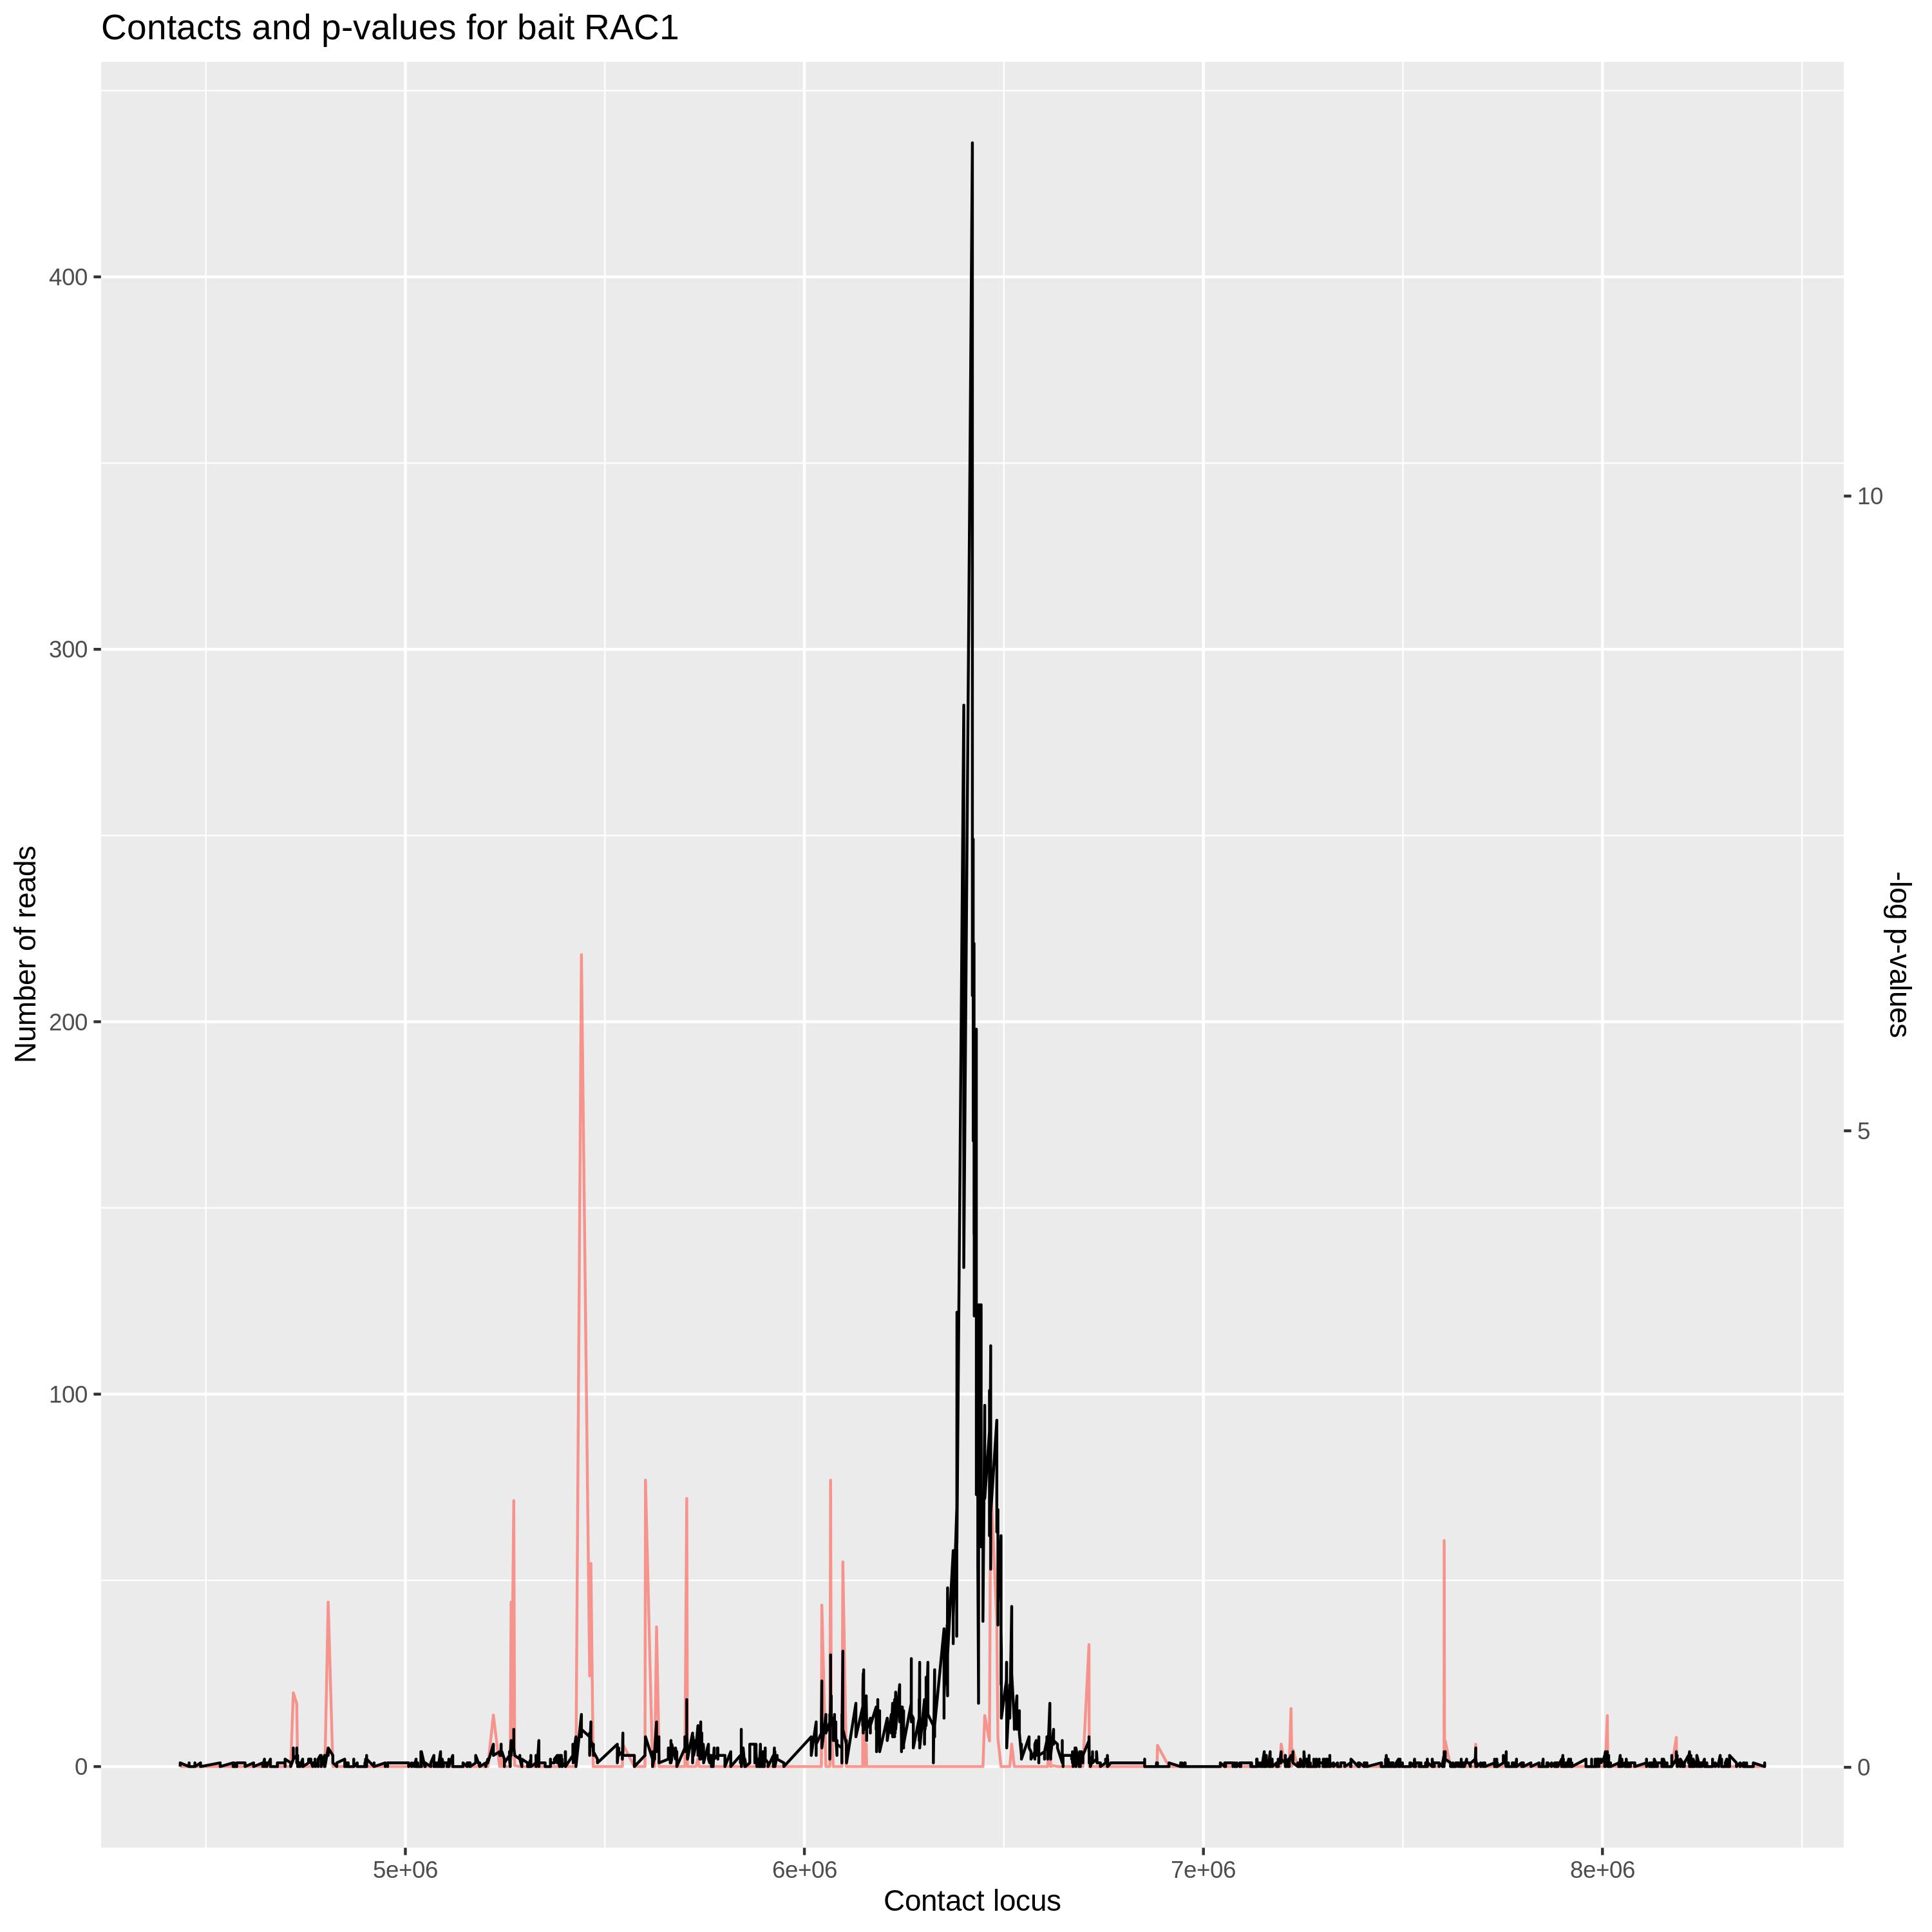 Contacts and p-values for bait RAC1
400
300
200
100
0
Number of reads
10
5
0
-log p-values
5e+06
6e+06
7e+06
8e+06
Contact locus